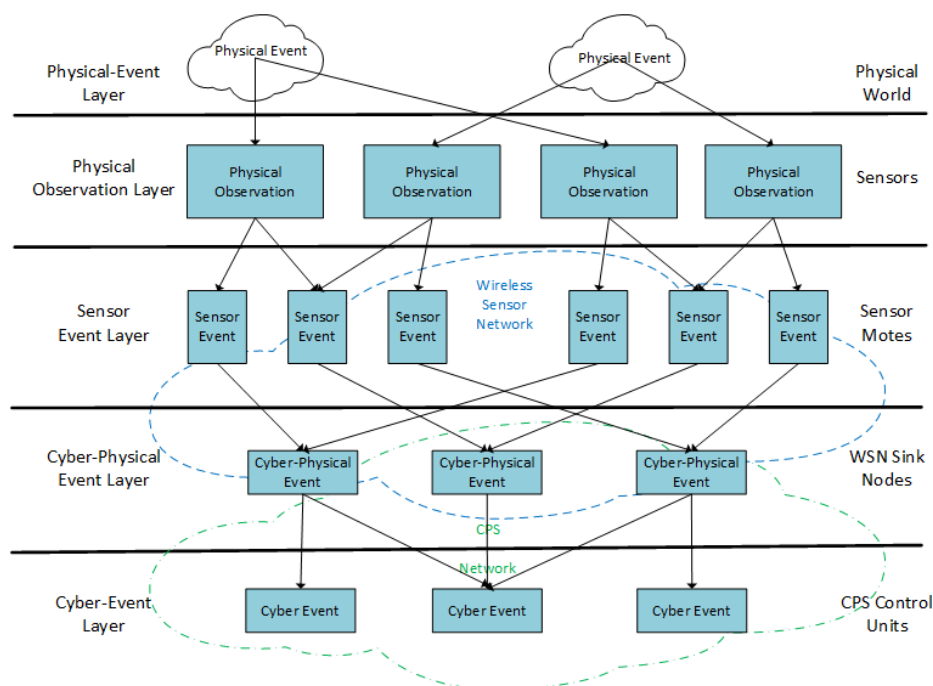 Physical Event
Physical Event
Physical-Event
Layer
Physical
World
Physical
Observation Layer
Physical
Observation
Physical
Observation
Physical
Observation
Physical
Observation
Sensors
Wireless
Sensor
Network
Sensor
Event Layer
Sensor
Event
Sensor
Event
Sensor
Event
Sensor
Event
Sensor
Event
Sensor
Event
Sensor
Motes
Cyber-Physical
Event Layer
Cyber-Physical
Event
Cyber-Physical
Event
Cyber-Physical
Event
WSN Sink
Nodes
CPS
Network
Cyber-Event
Layer
Cyber Event
Cyber Event
Cyber Event
CPS Control
Units